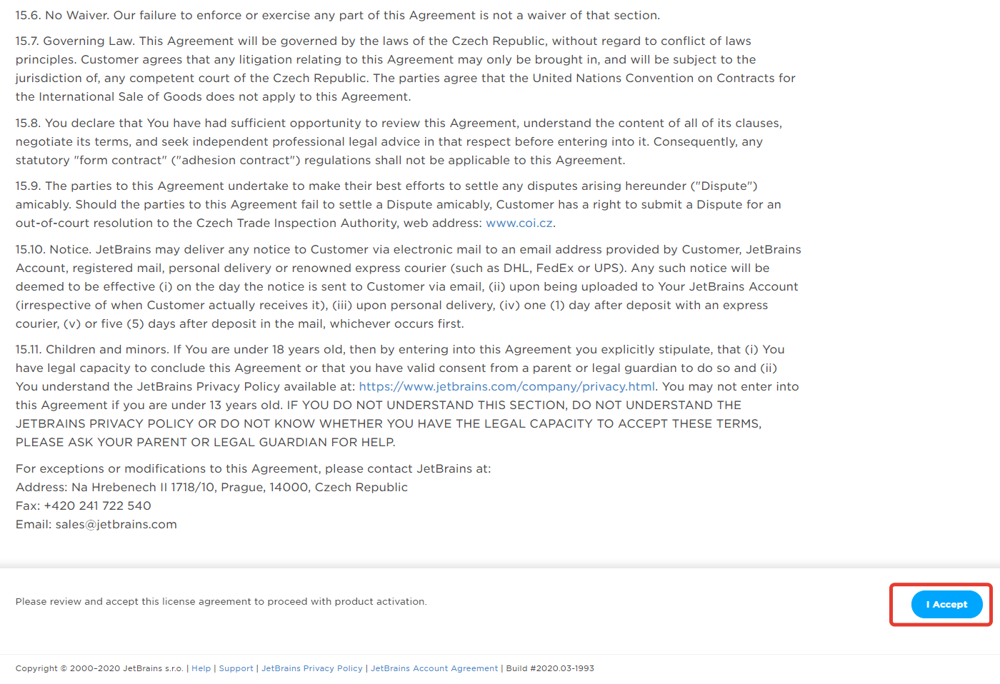 15.6. No Waiver. Our failure to enforce or exercise any part of this Agreement is not a waiver of that section.
15.7. Governing Law. This Agreement will be governed by the laws of the Czech Republic, without regard to conflict of laws
principles. Customer agrees that any litigation relating to this Agreement may only be brought in, and will be subject to the
jurisdiction of, any competent court of the Czech Republic. The parties agree that the United Nations Convention on Contracts for
the International Sale of Goods does not apply to this Agreement.
15.8. You declare that You have had sufficient opportunity to review this Agreement, understand the content of all of its clauses,
negotiate its terms, and seek independent professional legal advice in that respect before entering into it. Consequently, any
statutory "form contract" ("adhesion contract") regulations shall not be applicable to this Agreement.
15.9. The parties to this Agreement undertake to make their best efforts to settle any disputes arising hereunder ("Dispute")
amicably. Should the parties to this Agreement fail to settle a Dispute amicably, Customer has a right to submit a Dispute for an
out-of-court resolution to the Czech Trade Inspection Authority, web address: www.coi.cz.
15.10. Notice. JetBrains may deliver any notice to Customer via electronic mail to an email address provided by Customer, JetBrains
Account, registered mail, personal delivery or renowned express courier (such as DHL, FedEx or UPS). Any such notice will be
deemed to be effective (i) on the day the notice is sent to Customer via email, (ii) upon being uploaded to Your JetBrains Account
(irrespective of when Customer actually receives it), (iii) upon personal delivery, (iv) one (1) day after deposit with an express
courier, (v) or five (5) days after deposit in the mail, whichever occurs first.
15.11. Children and minors. If You are under 18 years old, then by entering into this Agreement you explicitly stipulate, that (i) You
have legal capacity to conclude this Agreement or that you have valid consent from a parent or legal guardian to do so and (ii)
You understand the JetBrains Privacy Policy available at: https://www.jetbrains.com/company/privacy.html. You may not enter into
this Agreement if you are under 13 years old. IF YOU DO NOT UNDERSTAND THIS SECTION, DO NOT UNDERSTAND THE
JETBRAINS PRIVACY POLICY OR DO NOT KNOW WHETHER YOU HAVE THE LEGAL CAPACITY TO ACCEPT THESE TERMS,
PLEASE ASK YOUR PARENT OR LEGAL GUARDIAN FOR HELP.
For exceptions or modifications to this Agreement, please contact JetBrains at:
Address: Na Hrebenech II 1718/10, Prague, 14000, Czech Republic
Fax: +420 241 722 540
Email: sales@jetbrains.com
Please review and accept this license agreement to proceed with product activation.
I Accept
Copyright © 2000–2020 JetBrains s.r.o. | Help | Support | JetBrains Privacy Policy | JetBrains Account Agreement | Build #2020.03-1993